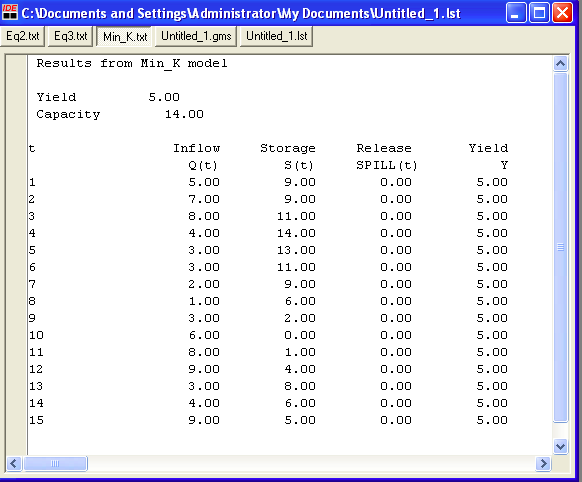 IDE C:\Documents and Settings\Administrator\My Documents\Untitled_1.lst
Eq2.txt Eq3.txt Min_K.txt Untitled_1.gms Untitled_1.lst
Results from Min_K model
Yield 5.00
Capacity 14.00
t Inflow Storage Release Yield
Q(t) S(t) SPILL(t) Y
1 5.00 9.00 0.00 5.00
2 7.00 9.00 0.00 5.00
3 8.00 11.00 0.00 5.00
4 4.00 14.00 0.00 5.00
5 3.00 13.00 0.00 5.00
6 3.00 11.00 0.00 5.00
7 2.00 9.00 0.00 5.00
8 1.00 6.00 0.00 5.00
9 3.00 2.00 0.00 5.00
10 6.00 0.00 0.00 5.00
11 8.00 1.00 0.00 5.00
12 9.00 4.00 0.00 5.00
13 3.00 8.00 0.00 5.00
14 4.00 6.00 0.00 5.00
15 9.00 5.00 0.00 5.00